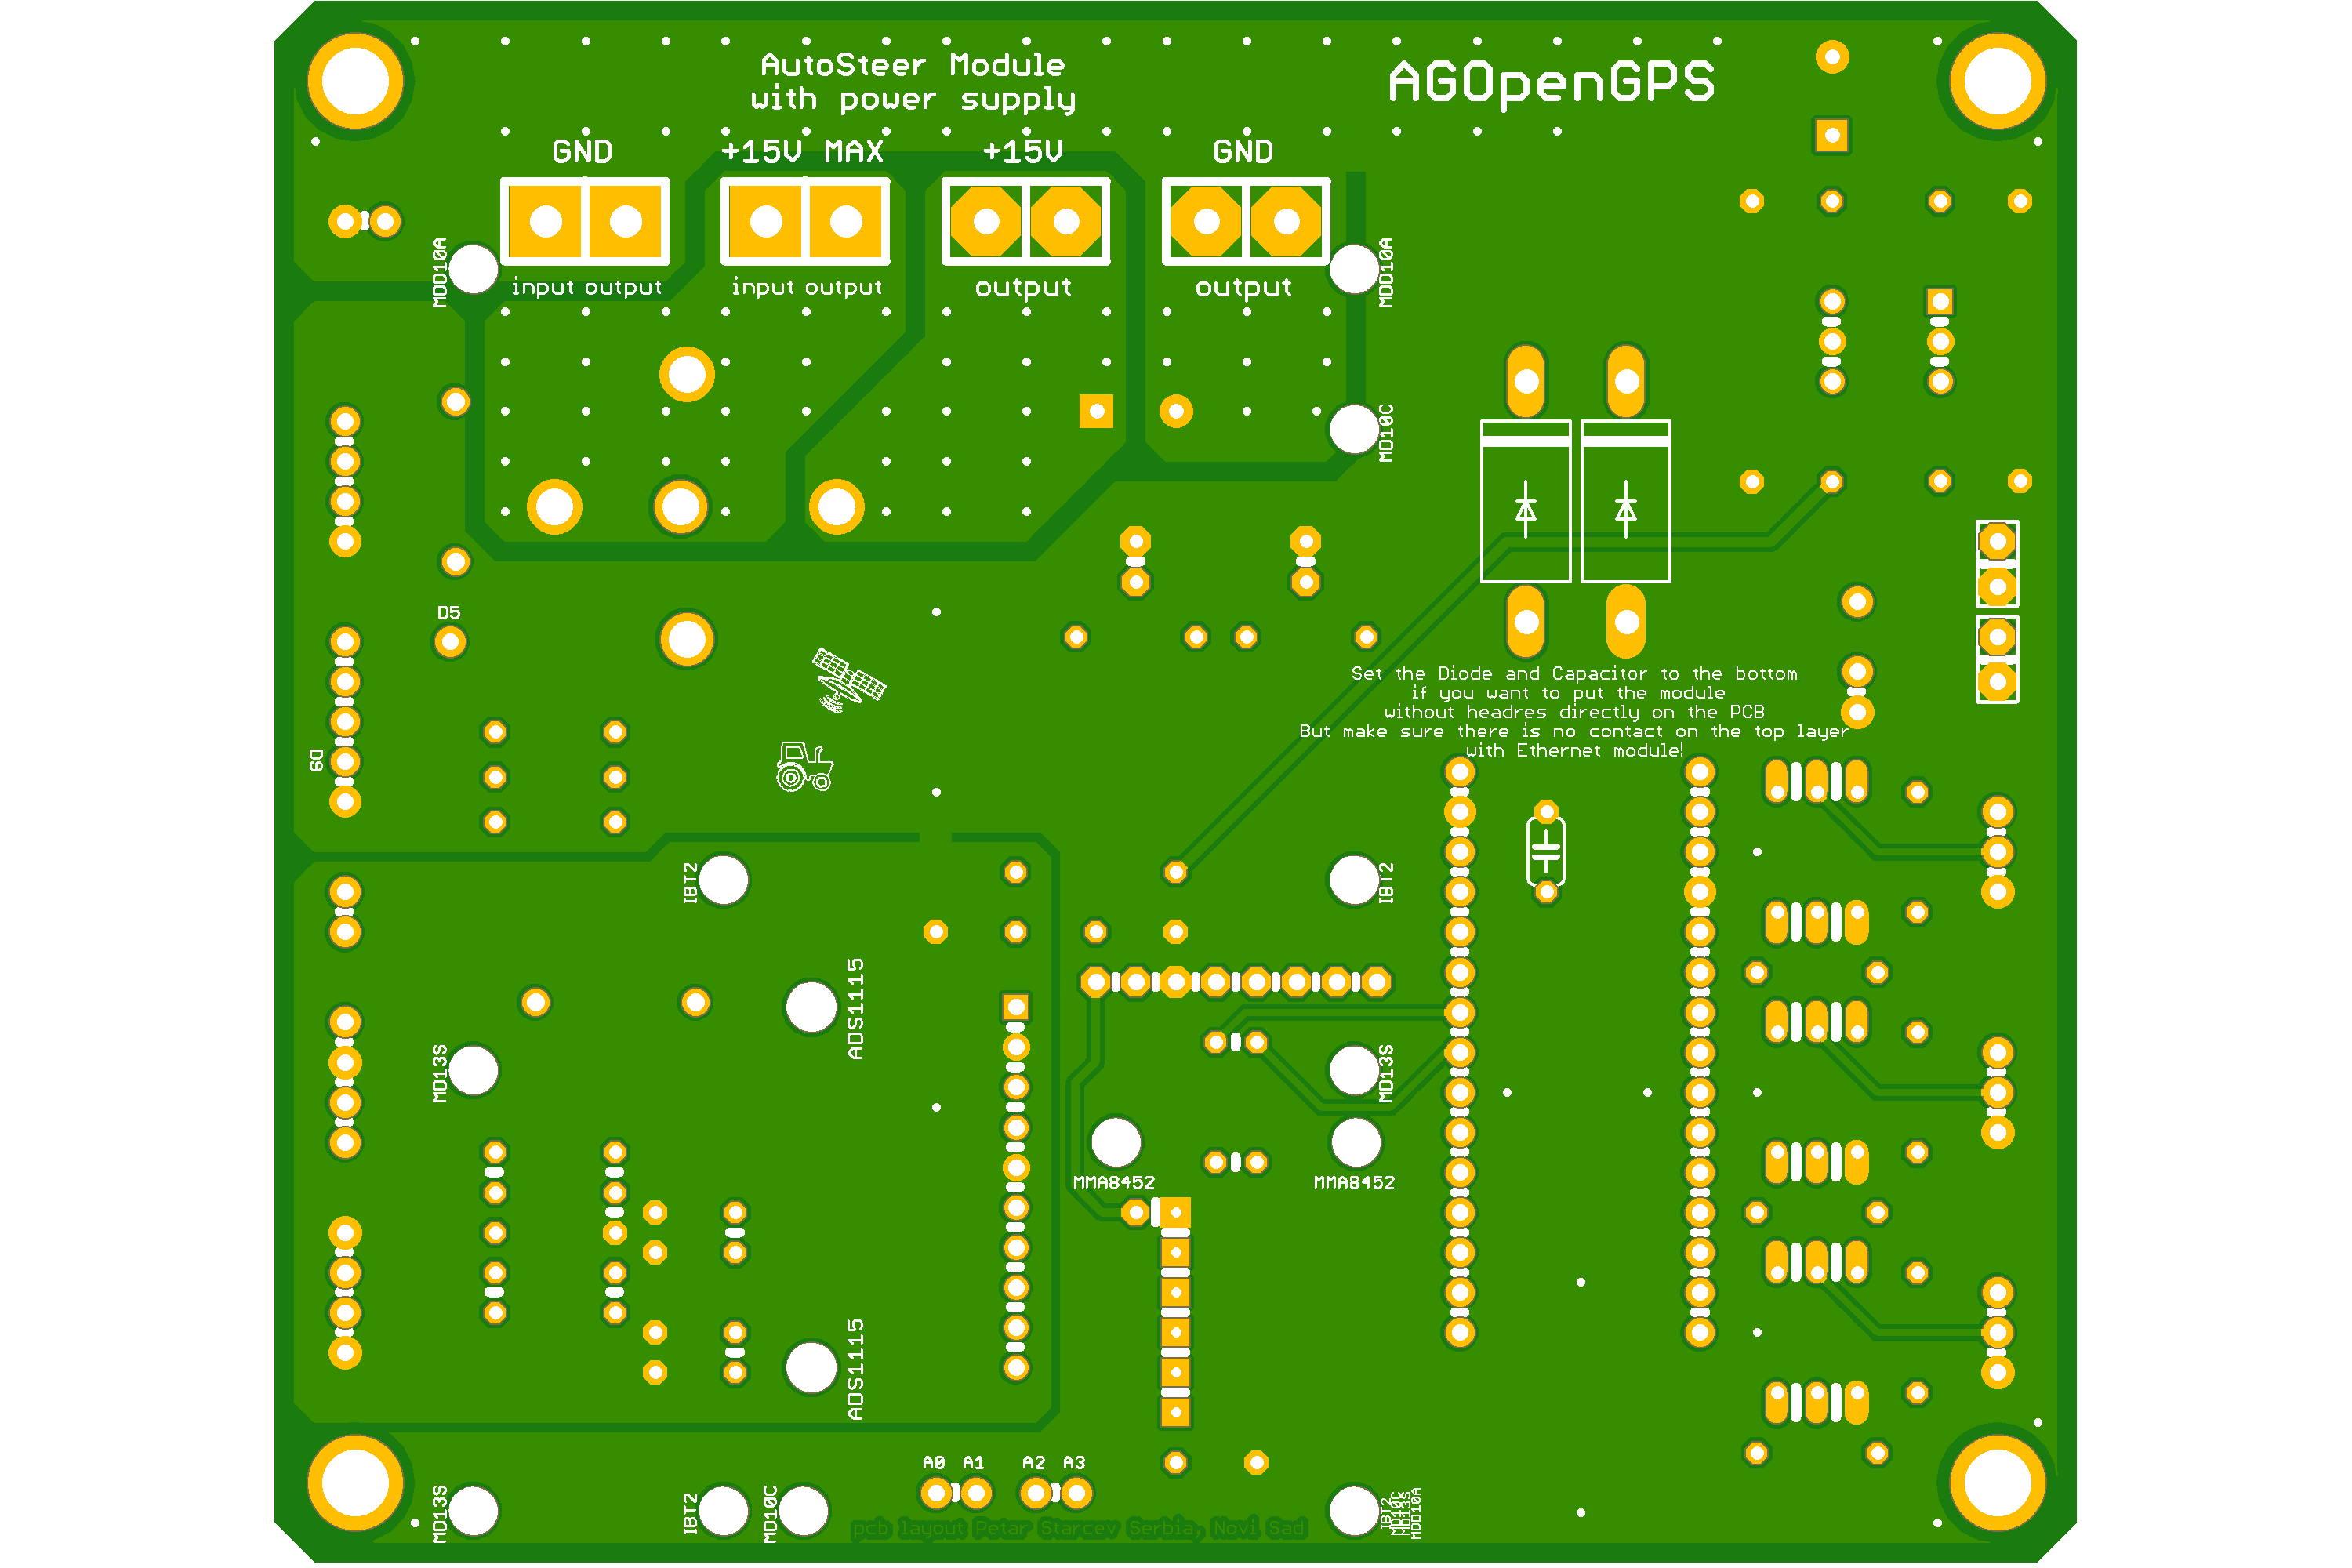 AutoSteer Module
with power supply
AGOpenGPS
GND
+15V MAX
+15V
GND
MDD10A
input output
input output
output
output
MDD10A
MD10C
D5
Set the Diode and Capacitor to the bottom
if you want to put the module
without headres directly on the PCB
But make sure there is no contact on the top layer
with Ethernet module!
D9
IBT2
IBT2
ADS1115
MD13S
MD13S
MMA8452
MMA8452
ADS1115
A0 A1 A2 A3
MD13S
IBT2
MD10C
IBT2
MD10C
MD13S
MDD10A
pcb layout Petar Starcev Serbia, Novi Sad